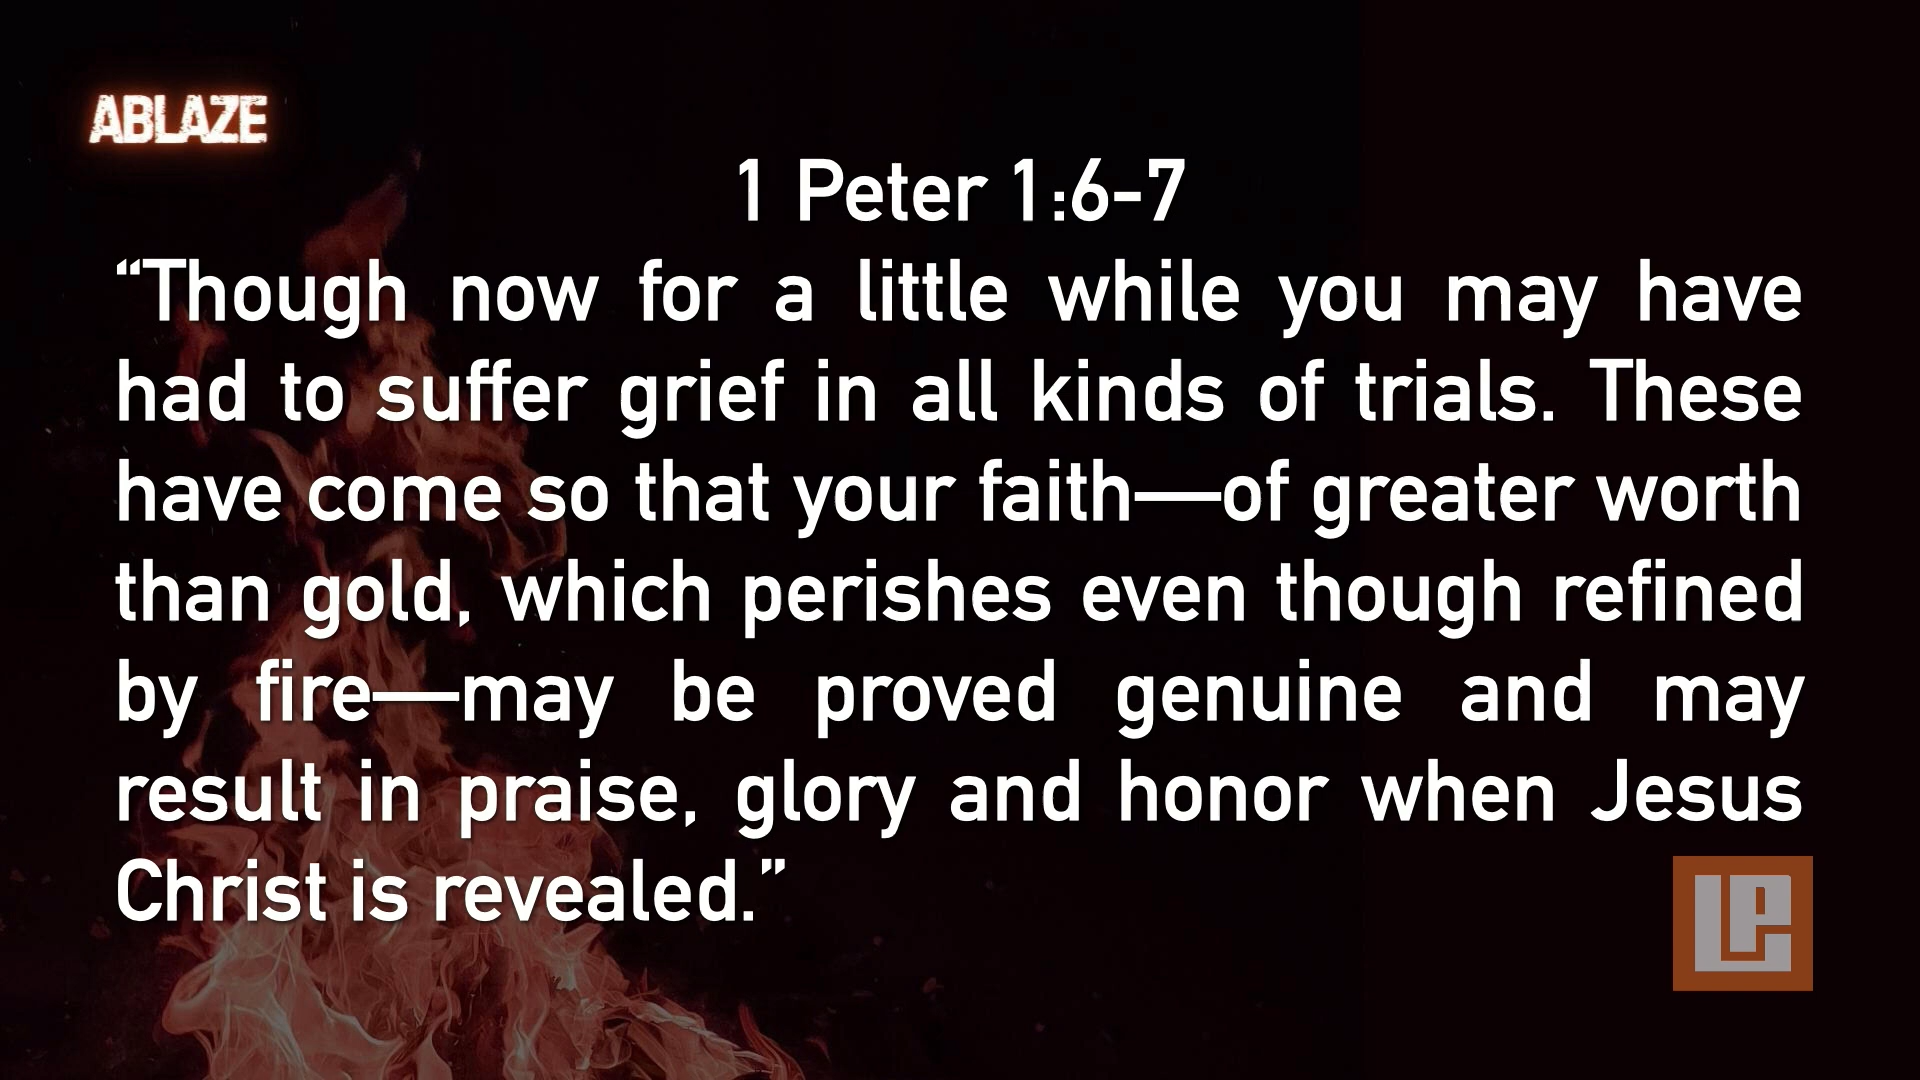 ABLAZE
1 Peter 1:6-7
“Though now for a little while you may have
had to suffer grief in all kinds of trials. These
have come so that your faith—of greater worth
than gold, which perishes even though refined
by fire—may be proved genuine and may
result in praise, glory and honor when Jesus
Christ is revealed.”
LP